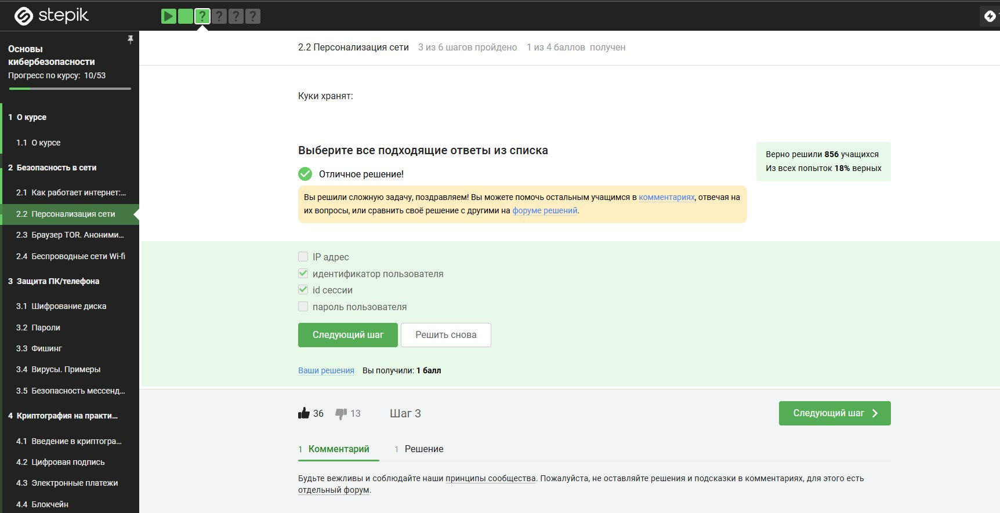 stepik
? ? ? ?
Основы
кибербезопасности
Прогресс по курсу: 10/53
1 О курсе
1.1 О курсе
2 Безопасность в сети
2.1 Как работает интернет:...
2.2 Персонализация сети
2.3 Браузер TOR. Аноними...
2.4 Беспроводные сети Wi-fi
3 Защита ПК/телефона
3.1 Шифрование диска
3.2 Пароли
3.3 Фишинг
3.4 Вирусы. Примеры
3.5 Безопасность мессенд...
4 Криптография на практи...
4.1 Введение в криптогра...
4.2 Цифровая подпись
4.3 Электронные платежи
4.4 Блокчейн
2.2 Персонализация сети 3 из 6 шагов пройдено 1 из 4 баллов получен
Куки хранят:
Выберите все подходящие ответы из списка
Отличное решение!
Верно решили 856 учащихся
Из всех попыток 18% верных
Вы решили сложную задачу, поздравляем! Вы можете помочь остальным учащимся в комментариях, отвечая на
их вопросы, или сравнить своё решение с другими на форуме решений.
IP адрес
идентификатор пользователя
id сессии
пароль пользователя
Следующий шаг Решить снова
Ваши решения Вы получили: 1 балл
36 13 Шаг 3 Следующий шаг
1 Комментарий 1 Решение
Будьте вежливы и соблюдайте наши принципы сообщества. Пожалуйста, не оставляйте решения и подсказки в комментариях, для этого есть
отдельный форум.